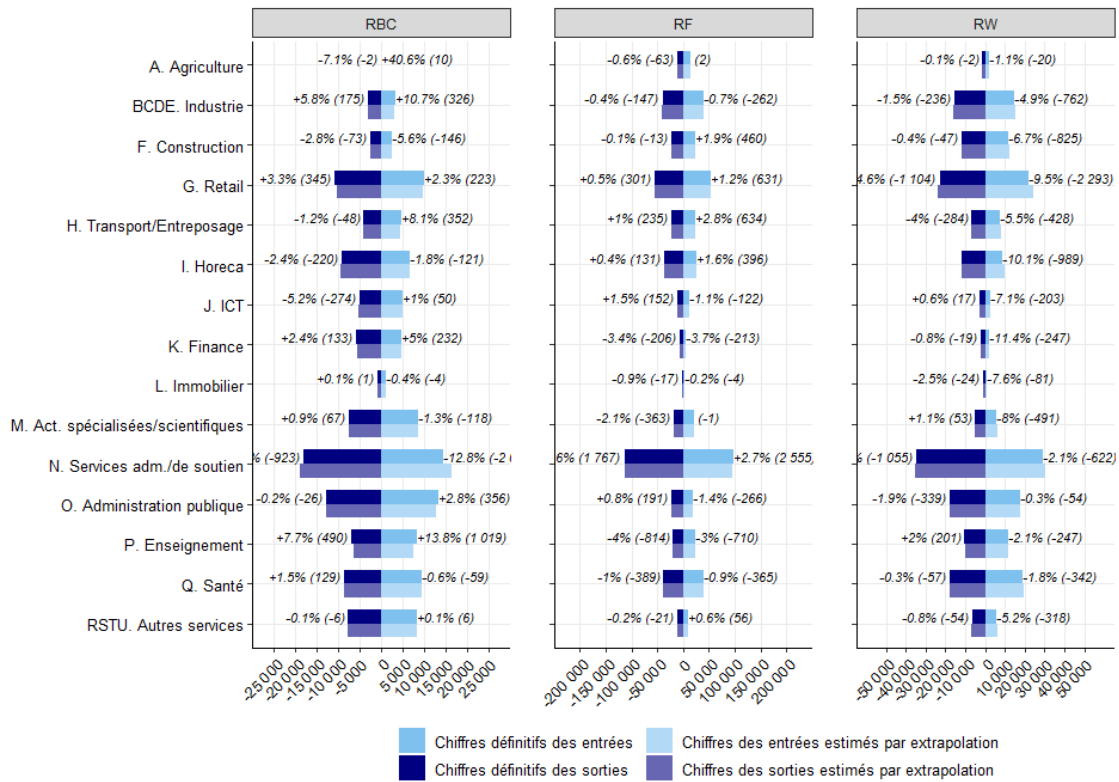 RBC RF RW
A. Agriculture -7.1% (-2) +40.6% (10) -0.6% (-63) (2) -0.1% (-2) -1.1% (-20)
BCDE. Industrie +5.8% (175) +10.7% (326) -0.4% (-147) -0.7% (-262) -1.5% (-236) -4.9% (-762)
F. Construction -2.8% (-73) -5.6% (-146) -0.1% (-13) +1.9% (460) -0.4% (-47) -6.7% (-825)
G. Retail +3.3% (345) +2.3% (223) +0.5% (301) +1.2% (631) 4.6% (-1 104) -9.5% (-2 293)
H. Transport/Entreposage -1.2% (-48) +8.1% (352) +1% (235) +2.8% (634) -4% (-284) -5.5% (-428)
I. Horeca -2.4% (-220) -1.8% (-121) +0.4% (131) +1.6% (396) -10.1% (-989)
J. ICT -5.2% (-274) +1% (50) +1.5% (152) -1.1% (-122) +0.6% (17) -7.1% (-203)
K. Finance +2.4% (133) +5% (232) -3.4% (-206) -3.7% (-213) -0.8% (-19) -11.4% (-247)
L. Immobilier +0.1% (1) -0.4% (-4) -0.9% (-17) -0.2% (-4) -2.5% (-24) -7.6% (-81)
M. Act. spécialisées/scientifiques +0.9% (67) -1.3% (-118) -2.1% (-363) (-1) +1.1% (53) -8% (-491)
N. Services adm./de soutien % (-923) -12.8% (-2 6% (1 767) +2.7% (2 555) % (-1 055) -2.1% (-622)
O. Administration publique -0.2% (-26) +2.8% (356) +0.8% (191) -1.4% (-266) -1.9% (-339) -0.3% (-54)
P. Enseignement +7.7% (490) +13.8% (1 019) -4% (-814) -3% (-710) +2% (201) -2.1% (-247)
Q. Santé +1.5% (129) -0.6% (-59) -1% (-389) -0.9% (-365) -0.3% (-57) -1.8% (-342)
RSTU. Autres services -0.1% (-6) +0.1% (6) -0.2% (-21) +0.6% (56) -0.8% (-54) -5.2% (-318)
-25 000 -20 000 -15 000 -10 000 -5 000 0 5 000 10 000 15 000 20 000 25 000 -200 000 -150 000 -100 000 -50 000 0 50 000 100 000 150 000 200 000 -50 000 -40 000 -30 000 -20 000 -10 000 0 10 000 20 000 30 000 40 000 50 000
Chiffres définitifs des entrées Chiffres des entrées estimés par extrapolation
Chiffres définitifs des sorties Chiffres des sorties estimés par extrapolation